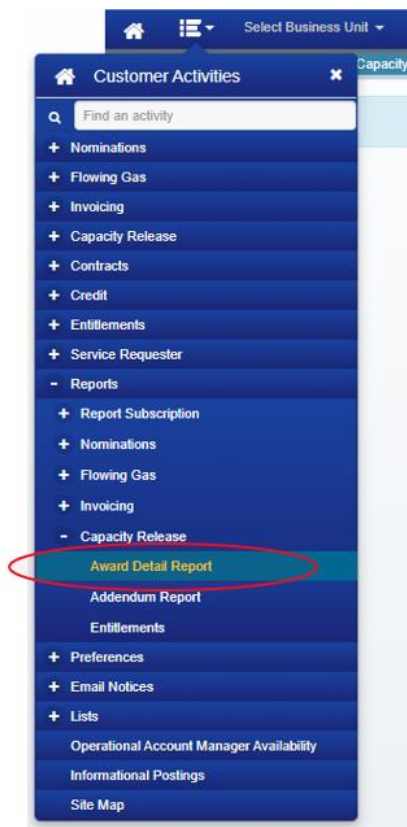 Select Business Unit
Capacity
Customer Activities
Find an activity
Nominations
Flowing Gas
Invoicing
Capacity Release
Contracts
Credit
Entitlements
Service Requester
Reports
Report Subscription
Nominations
Flowing Gas
Invoicing
Capacity Release
Award Detail Report
Addendum Report
Entitlements
Preferences
Email Notices
Lists
Operational Account Manager Availability
Informational Postings
Site Map